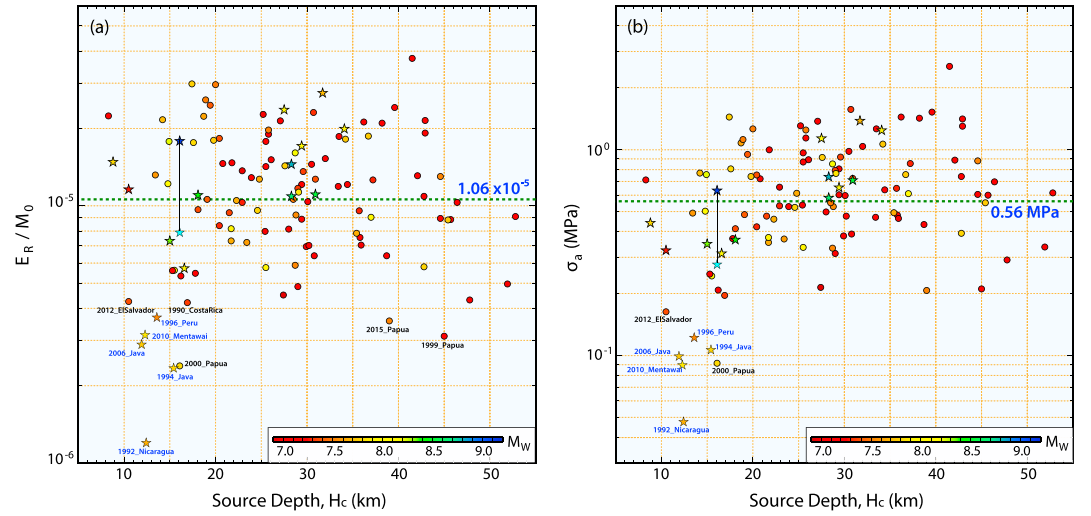 (a)
E_R / M_0
10^-5
10^-6
1.06 x10^-5
2012_ElSalvador
1990_CostaRica
1996_Peru
2010_Mentawai
2006_Java
2000_Papua
1994_Java
2015_Papua
1999_Papua
1992_Nicaragua
M_W
7.0 7.5 8.0 8.5 9.0
10 20 30 40 50
Source Depth, Hc (km)
(b)
σ_a (MPa)
10^0
10^-1
0.56 MPa
2012_ElSalvador
1996_Peru
2006_Java
1994_Java
2010_Mentawai
2000_Papua
1992_Nicaragua
M_W
7.0 7.5 8.0 8.5 9.0
10 20 30 40 50
Source Depth, Hc (km)